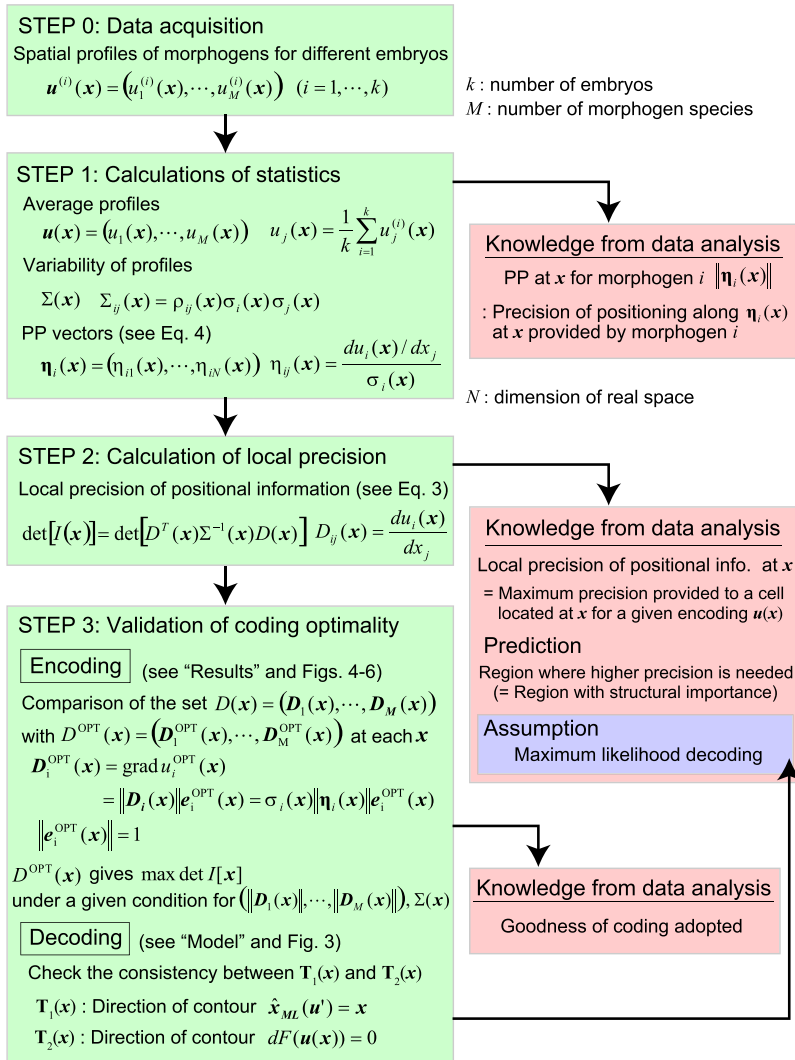 STEP 0: Data acquisition
Spatial profiles of morphogens for different embryos
𝒖⁽ⁱ⁾(𝒙) = (u₁⁽ⁱ⁾(𝒙),⋯,u_M⁽ⁱ⁾(𝒙)) (i = 1,⋯,k)
k : number of embryos
M : number of morphogen species
STEP 1: Calculations of statistics
Average profiles
𝒖(𝒙) = (u₁(𝒙),⋯,u_M(𝒙)) u_j(𝒙) = 1/k ∑_{i=1}^{k} u_j⁽ⁱ⁾(𝒙)
Variability of profiles
Σ(𝒙) Σ_ij(𝒙) = ρ_ij(𝒙)σ_i(𝒙)σ_j(𝒙)
PP vectors (see Eq. 4)
𝛈_i(𝒙) = (η_i1(𝒙),⋯,η_iN(𝒙)) η_ij(𝒙) = du_i(𝒙)/dx_j / σ_i(𝒙)
Knowledge from data analysis
PP at 𝒙 for morphogen i ‖𝛈_i(𝒙)‖
: Precision of positioning along 𝛈_i(𝒙)
at 𝒙 provided by morphogen i
N : dimension of real space
STEP 2: Calculation of local precision
Local precision of positional information (see Eq. 3)
det[I(𝒙)] = det[D^T(𝒙)Σ⁻¹(𝒙)D(𝒙)] D_ij(𝒙) = du_i(𝒙)/dx_j
Knowledge from data analysis
Local precision of positional info. at 𝒙
= Maximum precision provided to a cell
located at 𝒙 for a given encoding 𝒖(𝒙)
Prediction
Region where higher precision is needed
(= Region with structural importance)
Assumption
Maximum likelihood decoding
STEP 3: Validation of coding optimality
Encoding (see “Results” and Figs. 4-6)
Comparison of the set D(𝒙) = (𝑫₁(𝒙),⋯,𝑫_M(𝒙))
with D^OPT(𝒙) = (𝑫₁^OPT(𝒙),⋯,𝑫_M^OPT(𝒙)) at each 𝒙
𝑫_i^OPT(𝒙) = grad u_i^OPT(𝒙)
= ‖𝑫_i(𝒙)‖𝒆_i^OPT(𝒙) = σ_i(𝒙)‖𝛈_i(𝒙)‖𝒆_i^OPT(𝒙)
‖𝒆_i^OPT(𝒙)‖ = 1
D^OPT(𝒙) gives max det I[𝒙]
under a given condition for (‖𝑫₁(𝒙)‖,⋯,‖𝑫_M(𝒙)‖), Σ(𝒙)
Knowledge from data analysis
Goodness of coding adopted
Decoding (see “Model” and Fig. 3)
Check the consistency between 𝐓₁(𝒙) and 𝐓₂(𝒙)
𝐓₁(𝒙) : Direction of contour 𝒙̂_ML(𝒖') = 𝒙
𝐓₂(𝒙) : Direction of contour dF(𝒖(𝒙)) = 0